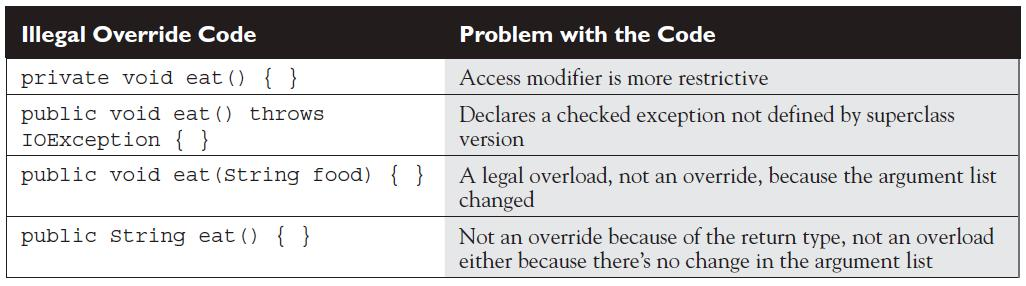 Illegal Override Code Problem with the Code
private void eat() { } Access modifier is more restrictive
public void eat() throws Declares a checked exception not defined by superclass
IOException { } version
public void eat(String food) { } A legal overload, not an override, because the argument list
changed
public String eat() { } Not an override because of the return type, not an overload
either because there's no change in the argument list